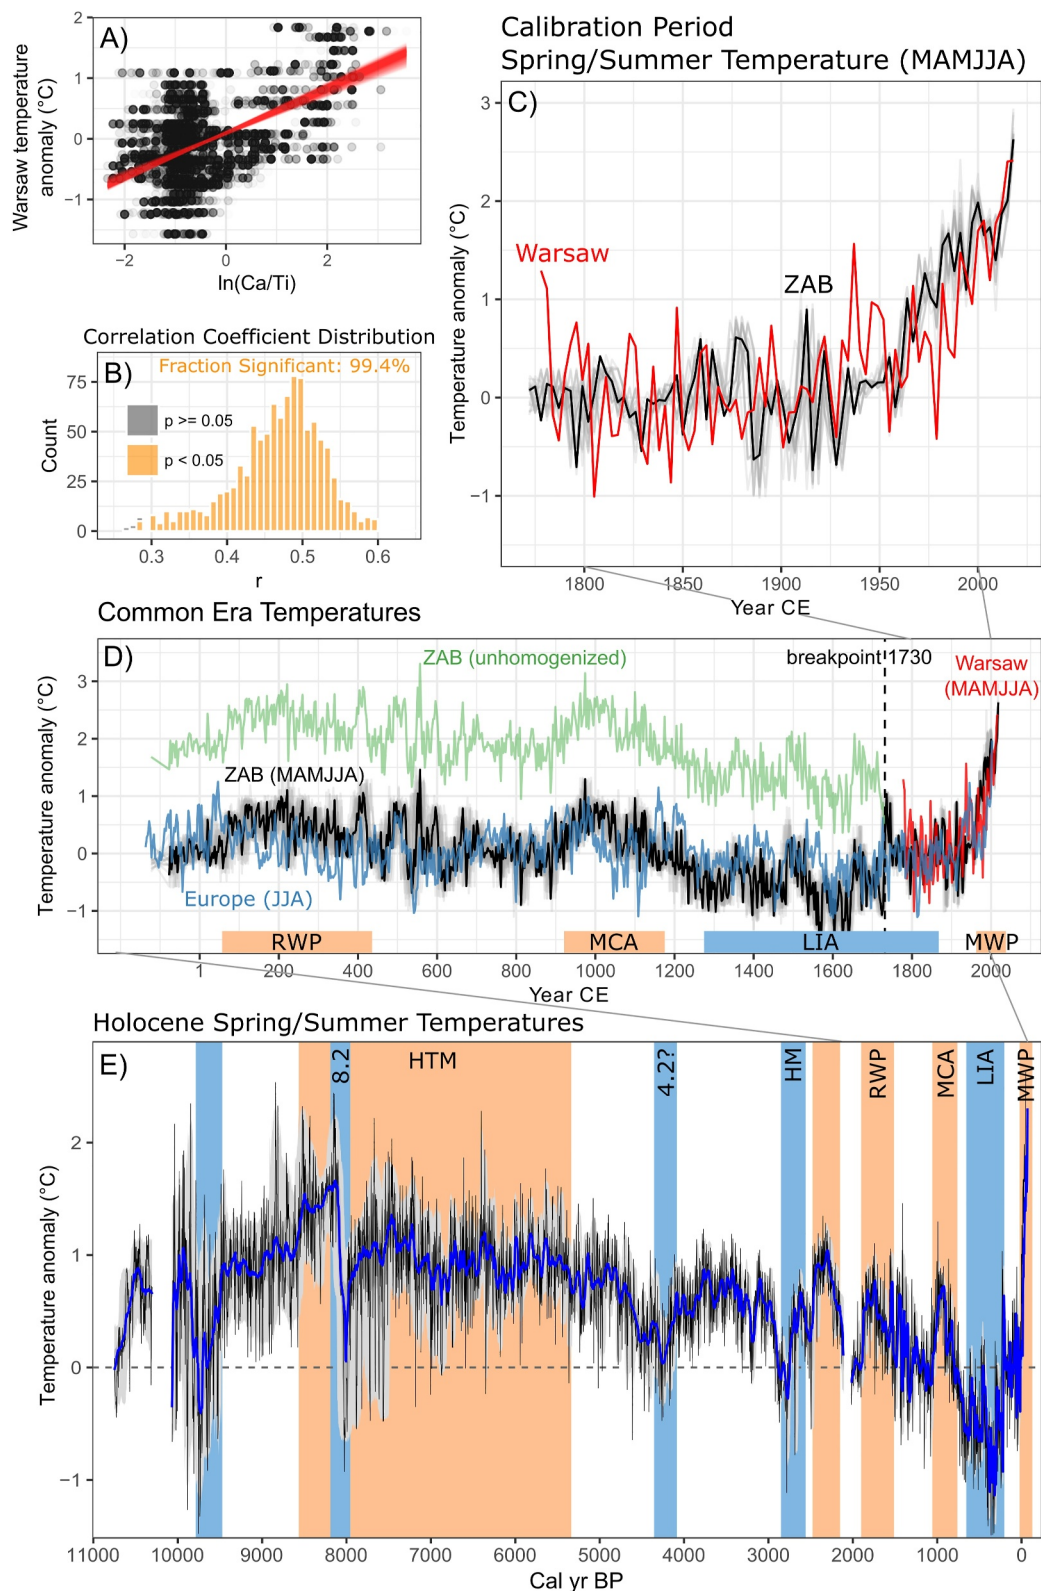 A)
Warsaw temperature
anomaly (°C)
2
1
0
−1
−2
0
2
ln(Ca/Ti)
Correlation Coefficient Distribution
B)
Fraction Significant: 99.4%
p >= 0.05
p < 0.05
Count
75
50
25
0
0.3
0.4
0.5
0.6
r
Calibration Period
Spring/Summer Temperature (MAMJJA)
C)
Temperature anomaly (°C)
3
2
1
0
−1
Warsaw
ZAB
1800
1850
1900
1950
2000
Year CE
Common Era Temperatures
D)
ZAB (unhomogenized)
breakpoint 1730
Warsaw
(MAMJJA)
ZAB (MAMJJA)
Europe (JJA)
Temperature anomaly (°C)
3
2
1
0
−1
RWP
MCA
LIA
MWP
1
200
400
600
800
1000
1200
1400
1600
1800
2000
Year CE
Holocene Spring/Summer Temperatures
E)
8.2
HTM
4.2?
HM
RWP
MCA
LIA
MWP
Temperature anomaly (°C)
2
1
0
−1
11000
10000
9000
8000
7000
6000
5000
4000
3000
2000
1000
0
Cal yr BP